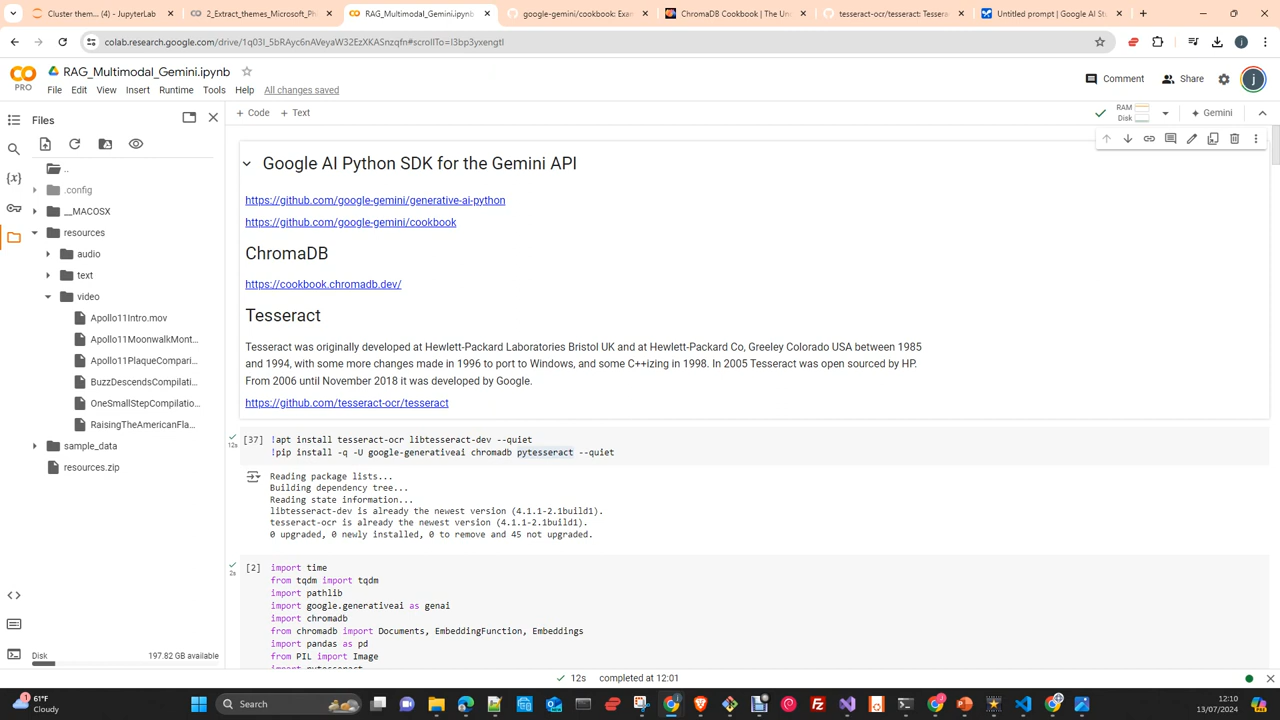 Cluster them... (4) - JupyterLab
2_Extract_themes_Microsoft_Ph
RAG_Multimodal_Gemini.ipynb
google-gemini/cookbook: Exa
ChromaDB Cookbook | The Un
tesseract-ocr/tesseract: Tessera
Untitled prompt | Google AI St
colab.research.google.com/drive/1q03I_5bRAyc6nAVeyaW32EzXKASnzqfn#scrollTo=I3bp3yxengtI
j
RAG_Multimodal_Gemini.ipynb
PRO
File Edit View Insert Runtime Tools Help All changes saved
Comment
Share
j
Files
+ Code + Text
RAM
Disk
Gemini
..
.config
__MACOSX
resources
audio
text
video
Apollo11Intro.mov
Apollo11MoonwalkMont...
Apollo11PlaqueCompari...
BuzzDescendsCompilati...
OneSmallStepCompilatio...
RaisingTheAmericanFla...
sample_data
resources.zip
Disk 197.82 GB available
Google AI Python SDK for the Gemini API
https://github.com/google-gemini/generative-ai-python
https://github.com/google-gemini/cookbook
ChromaDB
https://cookbook.chromadb.dev/
Tesseract
Tesseract was originally developed at Hewlett-Packard Laboratories Bristol UK and at Hewlett-Packard Co, Greeley Colorado USA between 1985
and 1994, with some more changes made in 1996 to port to Windows, and some C++izing in 1998. In 2005 Tesseract was open sourced by HP.
From 2006 until November 2018 it was developed by Google.
https://github.com/tesseract-ocr/tesseract
12s
[37] !apt install tesseract-ocr libtesseract-dev --quiet
!pip install -q -U google-generativeai chromadb pytesseract --quiet
Reading package lists...
Building dependency tree...
Reading state information...
libtesseract-dev is already the newest version (4.1.1-2.1build1).
tesseract-ocr is already the newest version (4.1.1-2.1build1).
0 upgraded, 0 newly installed, 0 to remove and 45 not upgraded.
2s
[2] import time
from tqdm import tqdm
import pathlib
import google.generativeai as genai
import chromadb
from chromadb import Documents, EmbeddingFunction, Embeddings
import pandas as pd
from PIL import Image
import pytesseract
12s completed at 12:01
61°F
Cloudy
Search
12:10
13/07/2024